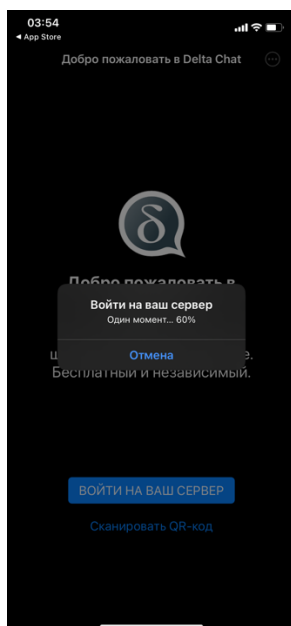 03:54
◀ App Store
Добро пожаловать в Delta Chat
Добро пожаловать в
Войти на ваш сервер
Один момент... 60%
Отмена
Бесплатный и независимый.
ВОЙТИ НА ВАШ СЕРВЕР
Сканировать QR-код